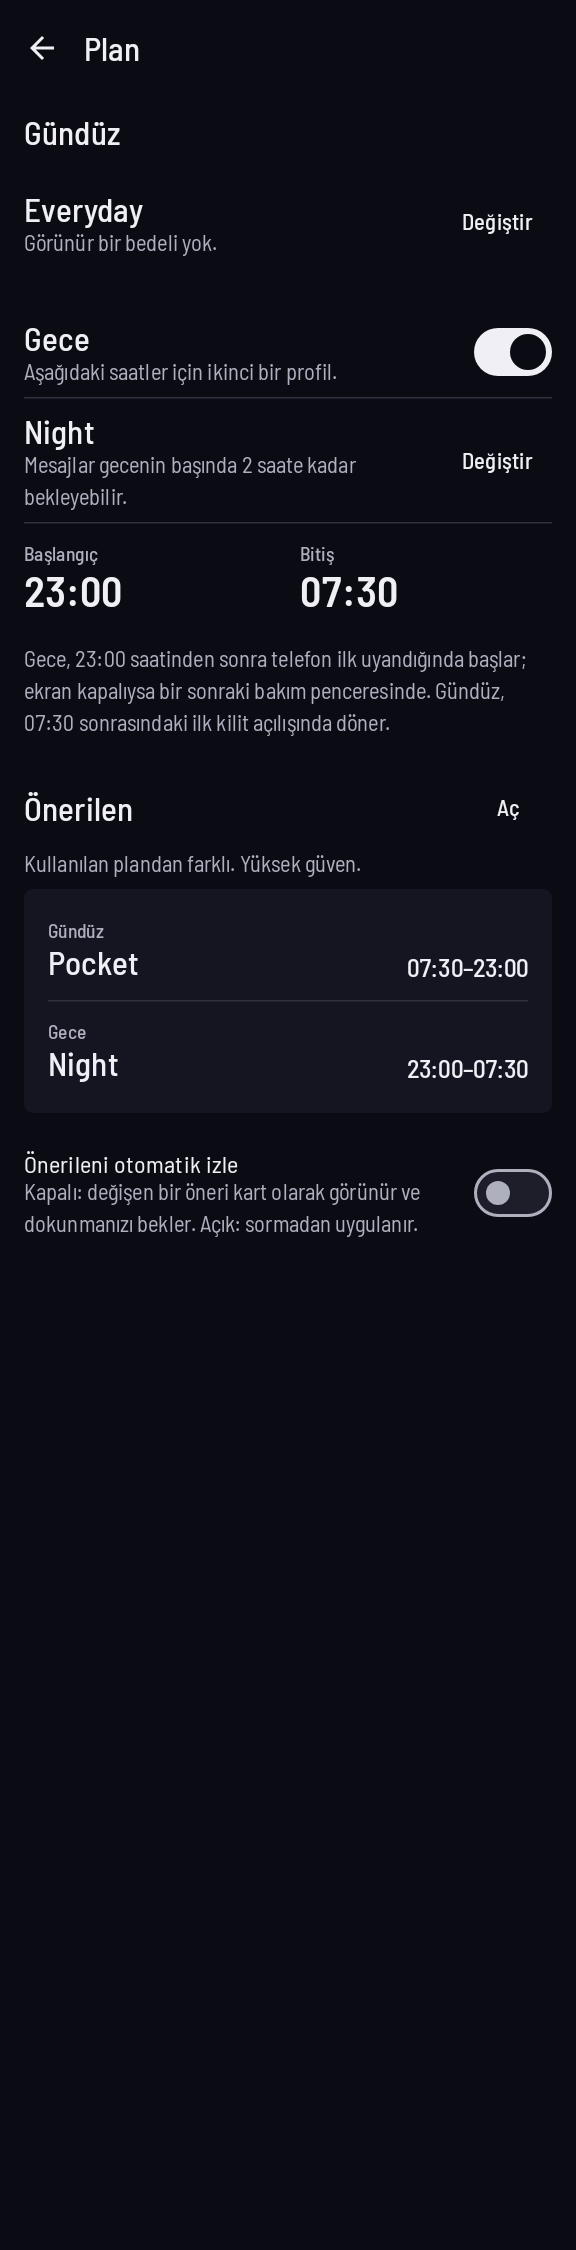 Plan
Gündüz
Everyday
Görünür bir bedeli yok.
Değiştir
Gece
Aşağıdaki saatler için ikinci bir profil.
Night
Mesajlar gecenin başında 2 saate kadar
bekleyebilir.
Değiştir
Başlangıç
23:00
Bitiş
07:30
Gece, 23:00 saatinden sonra telefon ilk uyandığında başlar;
ekran kapalıysa bir sonraki bakım penceresinde. Gündüz,
07:30 sonrasındaki ilk kilit açılışında döner.
Önerilen
Aç
Kullanılan plandan farklı. Yüksek güven.
Gündüz
Pocket
07:30–23:00
Gece
Night
23:00–07:30
Önerileni otomatik izle
Kapalı: değişen bir öneri kart olarak görünür ve
dokunmanızı bekler. Açık: sormadan uygulanır.